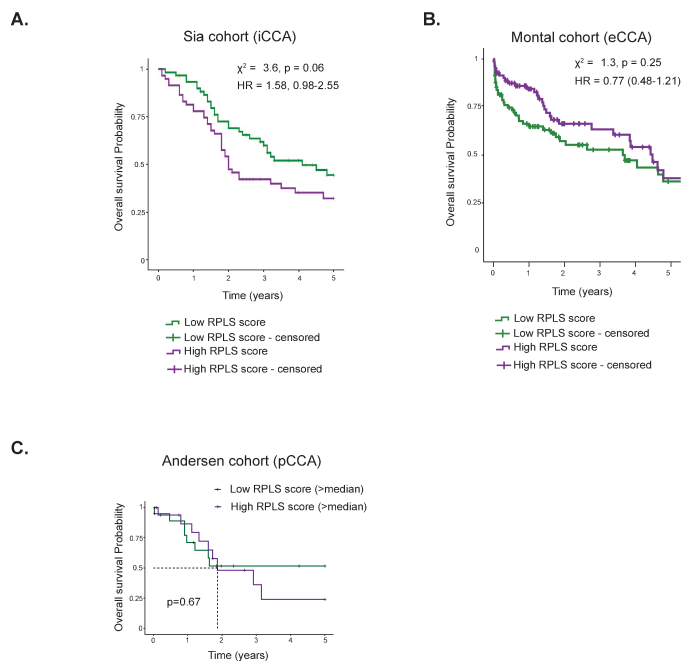 A.
Sia cohort (iCCA)
χ² = 3.6, p = 0.06
HR = 1.58, 0.98-2.55
Overall survival Probability
1
0.75
0.5
0.25
0
0 1 2 3 4 5
Time (years)
Low RPLS score
Low RPLS score - censored
High RPLS score
High RPLS score - censored
B.
Montal cohort (eCCA)
χ² = 1.3, p = 0.25
HR = 0.77 (0.48-1.21)
Overall survival Probability
1
0.75
0.5
0.25
0
0 1 2 3 4 5
Time (years)
Low RPLS score
Low RPLS score - censored
High RPLS score
High RPLS score - censored
C.
Andersen cohort (pCCA)
Low RPLS score (>median)
High RPLS score (>median)
Overall survival Probability
1
0.75
0.5
0.25
0
p=0.67
0 1 2 3 4 5
Time (years)